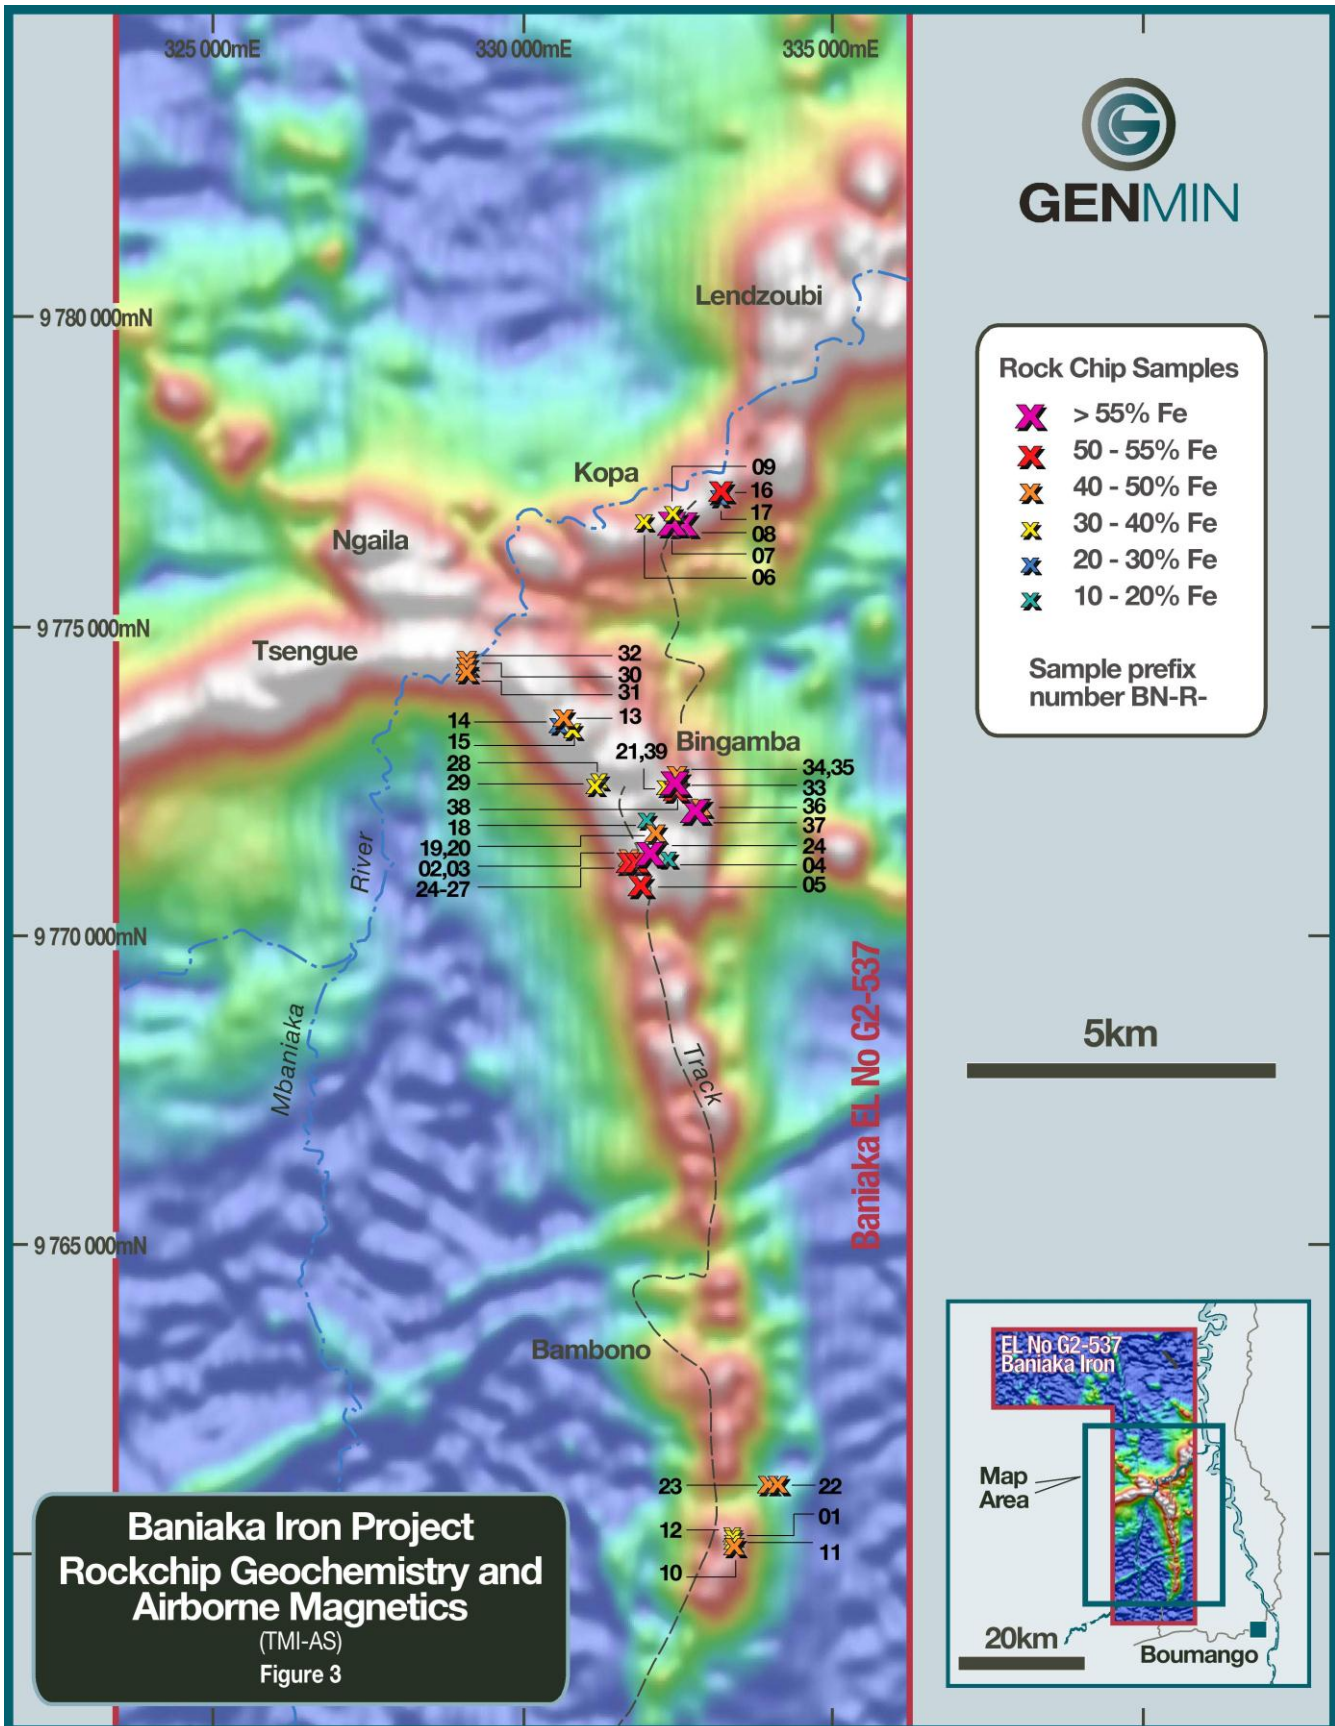 325 000mE
330 000mE
335 000mE
GENMIN
Lendzoubi
9 780 000mN
Rock Chip Samples
> 55% Fe
50 - 55% Fe
40 - 50% Fe
30 - 40% Fe
20 - 30% Fe
10 - 20% Fe
Sample prefix
number BN-R-
Kopa
09
16
17
08
07
06
Ngaila
9 775 000mN
Tsengue
32
30
31
13
14
15
21,39
Bingamba
28
29
38
18
19,20
02,03
24-27
34,35
33
36
37
24
04
05
River
9 770 000mN
Mbaniaka
Track
Baniaka EL No G2-537
5km
9 765 000mN
Bambono
23
22
12
01
11
10
EL No G2-537
Baniaka Iron
Map
Area
20km
Boumango
Baniaka Iron Project
Rockchip Geochemistry and
Airborne Magnetics
(TMI-AS)
Figure 3